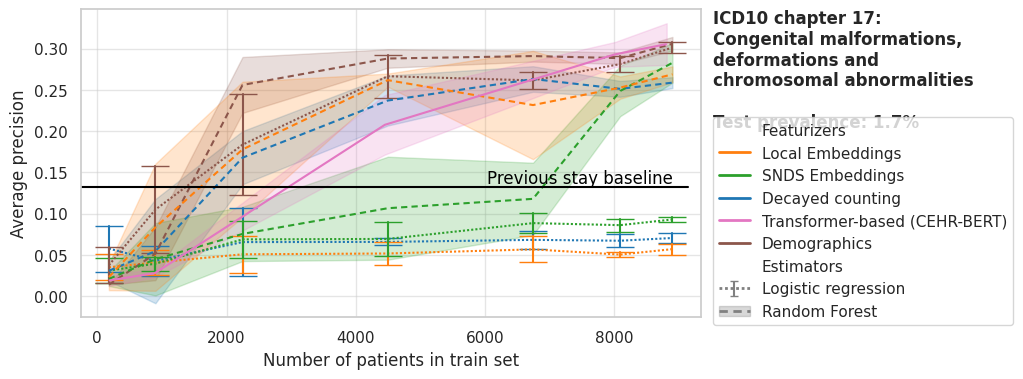 ICD10 chapter 17:
Congenital malformations,
deformations and
chromosomal abnormalities
Test prevalence: 1.7%
Featurizers
Local Embeddings
SNDS Embeddings
Decayed counting
Transformer-based (CEHR-BERT)
Demographics
Estimators
Logistic regression
Random Forest
Previous stay baseline
Average precision
0.30
0.25
0.20
0.15
0.10
0.05
0.00
0
2000
4000
6000
8000
Number of patients in train set